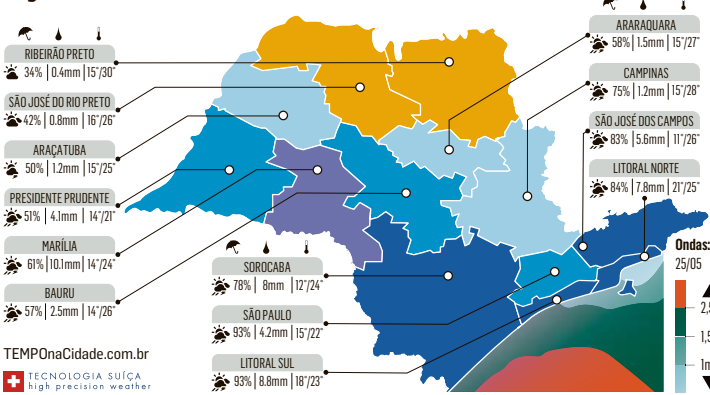 RIBEIRÃO PRETO
34% | 0.4mm | 15°/30°
SÃO JOSÉ DO RIO PRETO
42% | 0.8mm | 16°/26°
ARAÇATUBA
50% | 1.2mm | 15°/25°
PRESIDENTE PRUDENTE
51% | 4.1mm | 14°/21°
MARÍLIA
61% | 10.1mm | 14°/24°
BAURU
57% | 2.5mm | 14°/26°
SOROCABA
78% | 8mm | 12°/24°
SÃO PAULO
93% | 4.2mm | 15°/22°
LITORAL SUL
93% | 8.8mm | 18°/23°
ARARAQUARA
58% | 1.5mm | 15°/27°
CAMPINAS
75% | 1.2mm | 15°/28°
SÃO JOSÉ DOS CAMPOS
83% | 5.6mm | 11°/26°
LITORAL NORTE
84% | 7.8mm | 21°/25°
Ondas:
25/05
1m
TEMPOnaCidade.com.br
TECNOLOGIA SUÍÇA
high precision weather